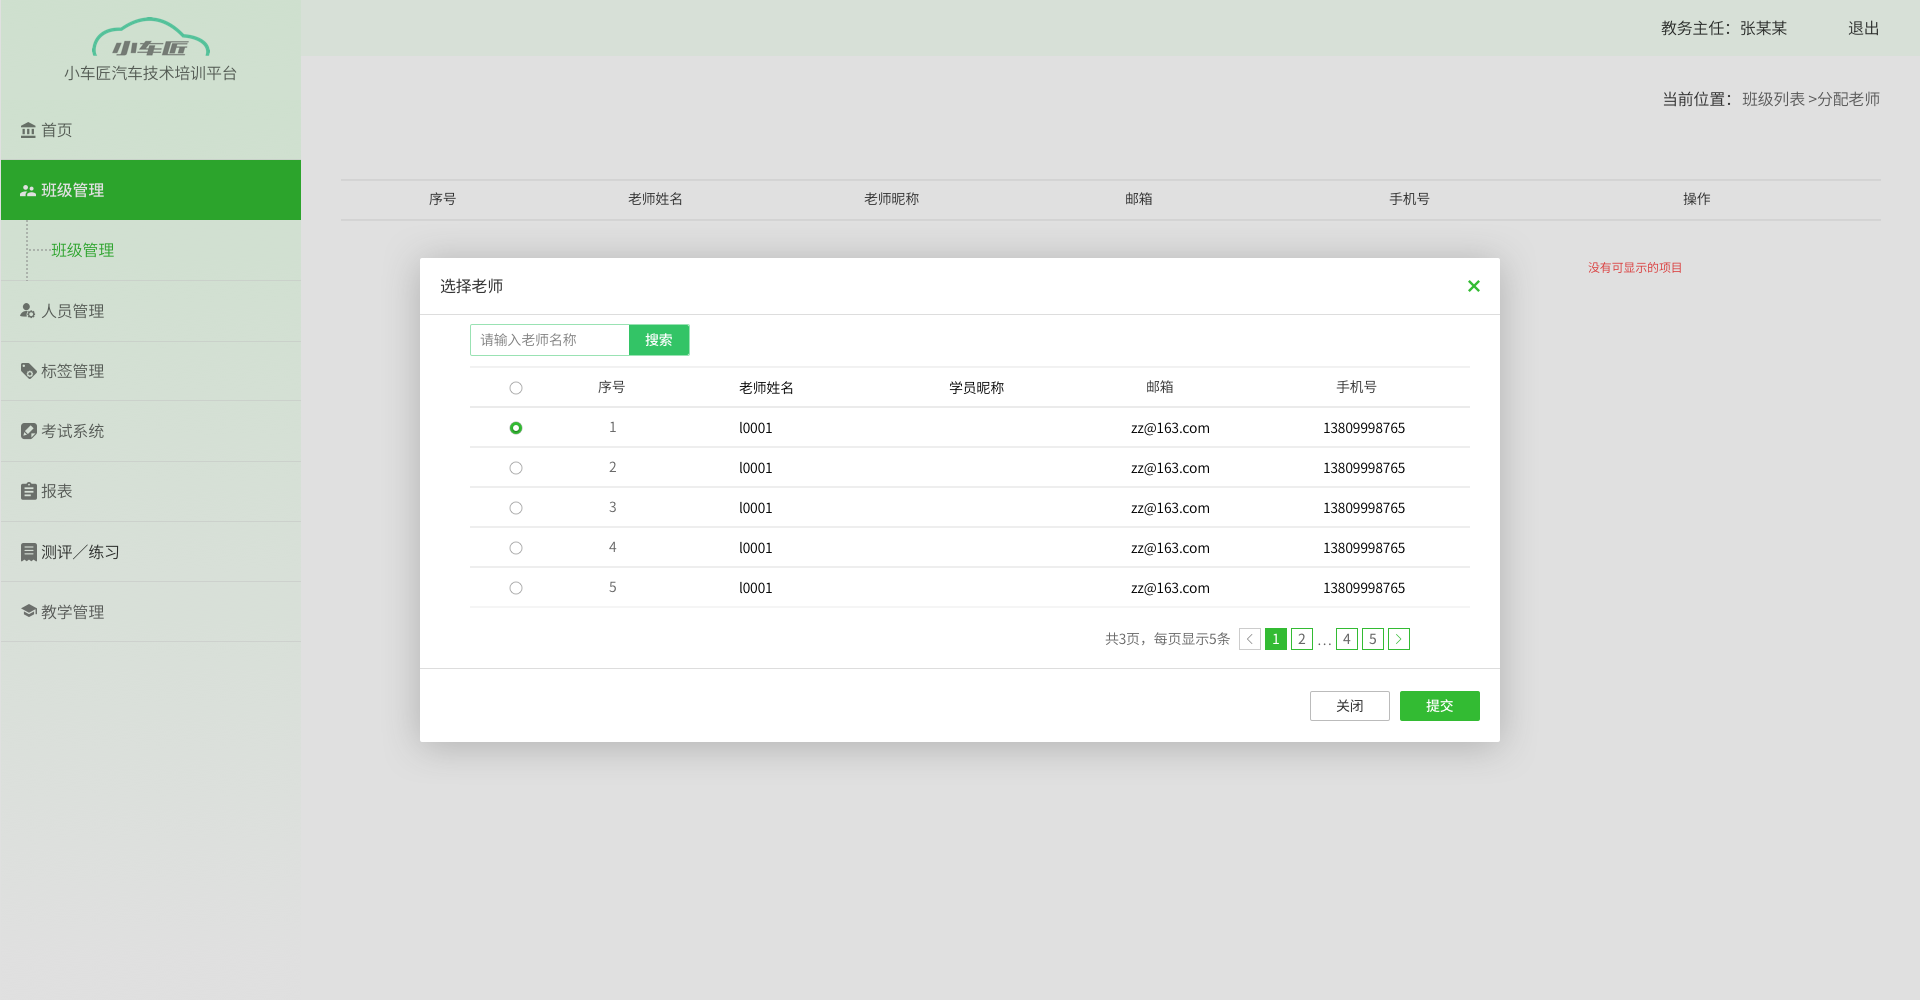 小车匠
小车匠汽车技术培训平台
教务主任：张某某 退出
当前位置：班级列表 >分配老师
首页
班级管理
班级管理
人员管理
标签管理
考试系统
报表
测评／练习
教学管理
序号 老师姓名 老师昵称 邮箱 手机号 操作
没有可显示的项目
选择老师
请输入老师名称 搜索
序号 老师姓名 学员昵称 邮箱 手机号
1 l0001 zz@163.com 13809998765
2 l0001 zz@163.com 13809998765
3 l0001 zz@163.com 13809998765
4 l0001 zz@163.com 13809998765
5 l0001 zz@163.com 13809998765
共3页，每页显示5条 < 1 2 ... 4 5 >
关闭 提交